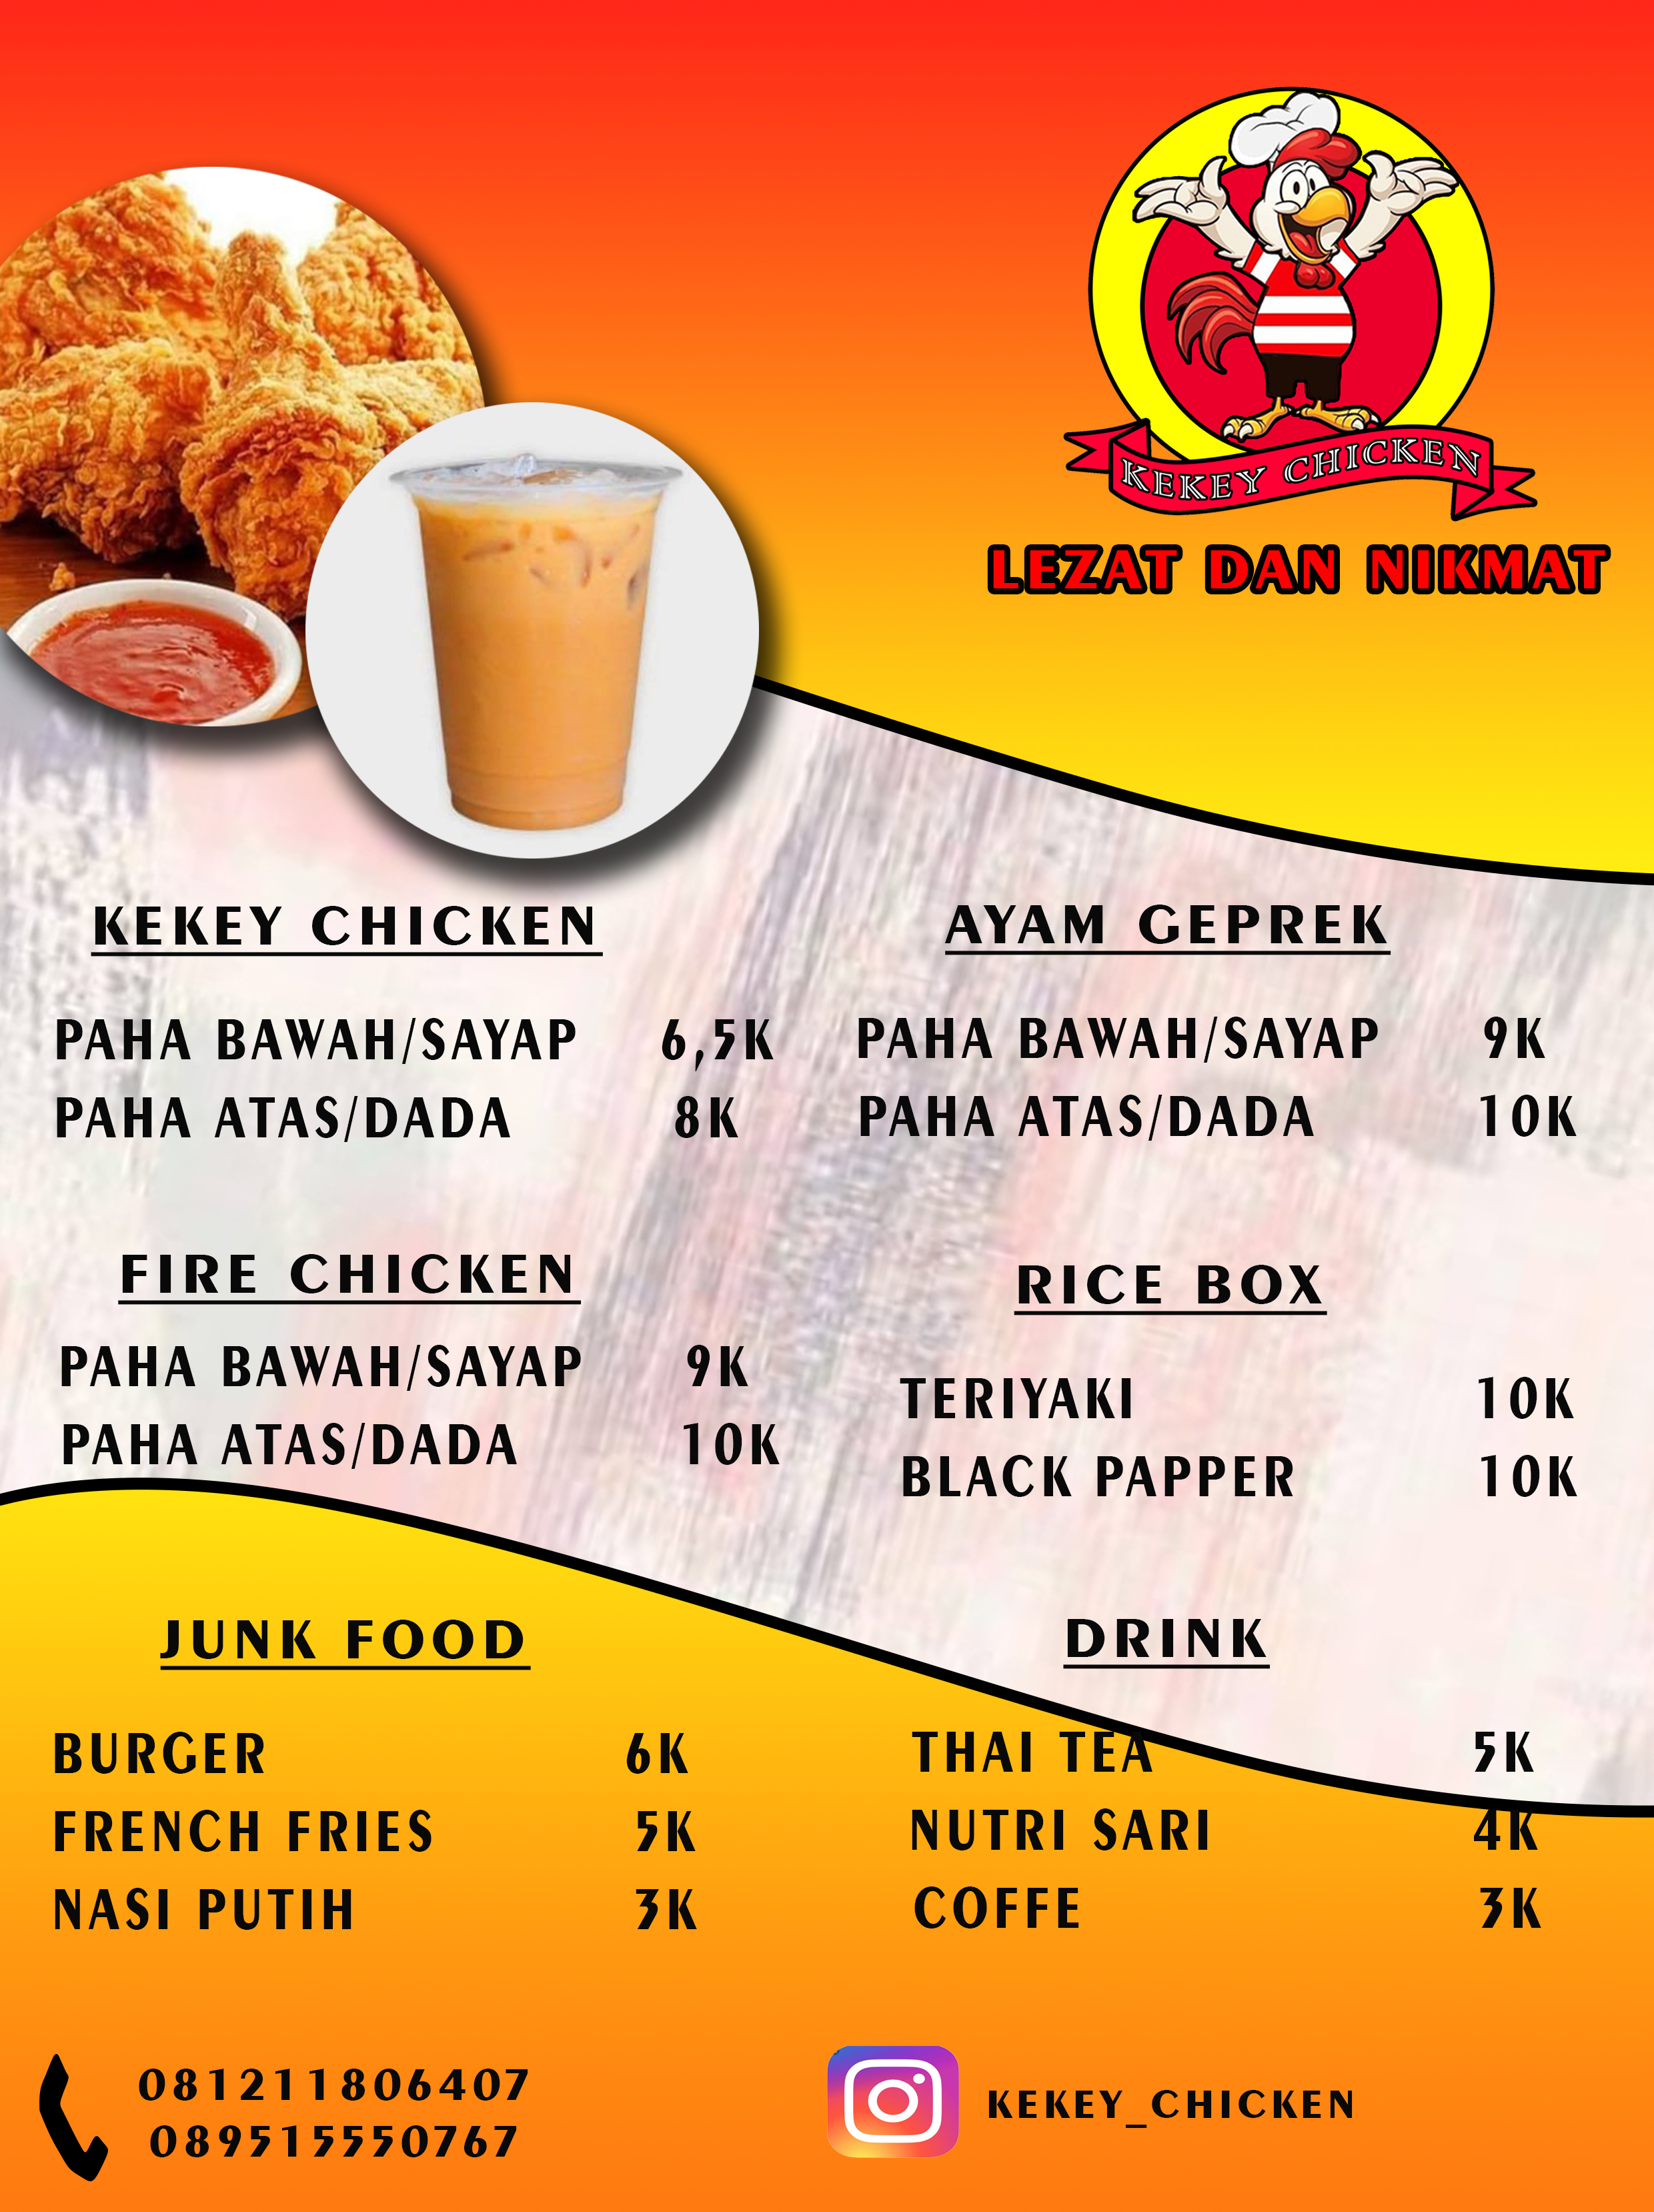 KEKEY CHICKEN
LEZAT DAN NIKMAT
KEKEY CHICKEN
PAHA BAWAH/SAYAP 6,5K
PAHA ATAS/DADA 8K
AYAM GEPREK
PAHA BAWAH/SAYAP 9K
PAHA ATAS/DADA 10K
FIRE CHICKEN
PAHA BAWAH/SAYAP 9K
PAHA ATAS/DADA 10K
RICE BOX
TERIYAKI 10K
BLACK PAPPER 10K
JUNK FOOD
BURGER 6K
FRENCH FRIES 5K
NASI PUTIH 3K
DRINK
THAI TEA 5K
NUTRI SARI 4K
COFFE 3K
081211806407
089515550767
KEKEY_CHICKEN